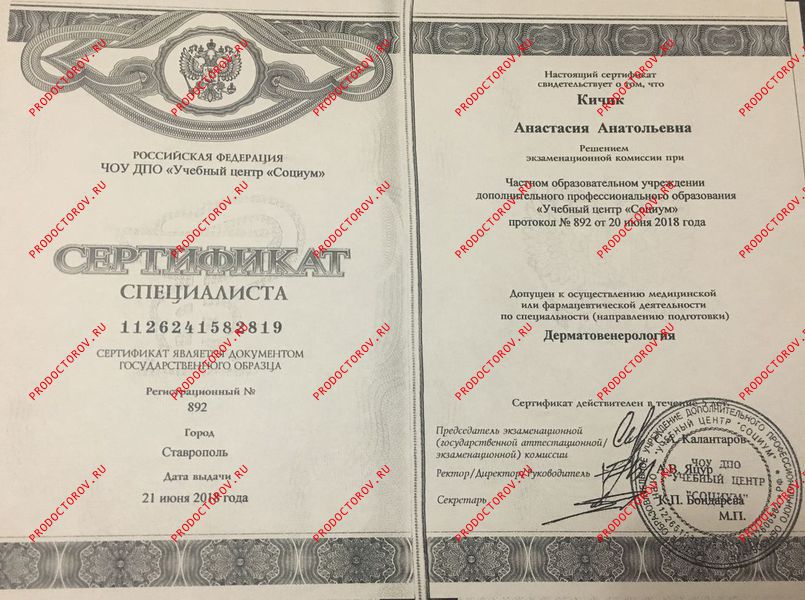 РОССИЙСКАЯ ФЕДЕРАЦИЯ
ЧОУ ДПО «Учебный центр «Социум»
СЕРТИФИКАТ
СПЕЦИАЛИСТА
1126241582819
СЕРТИФИКАТ ЯВЛЯЕТСЯ ДОКУМЕНТОМ
ГОСУДАРСТВЕННОГО ОБРАЗЦА
Регистрационный №
892
Город
Ставрополь
Дата выдачи
21 июня 2018 года
Настоящий сертификат
свидетельствует о том, что
Кичик
Анастасия Анатольевна
Решением
экзаменационной комиссии при
Частном образовательном учреждении
дополнительного профессионального образования
«Учебный центр «Социум»
протокол № 892 от 20 июня 2018 года
Допущен к осуществлению медицинской
или фармацевтической деятельности
по специальности (направлению подготовки)
Дерматовенерология
Сертификат действителен в течение 5 лет
Председатель экзаменационной
(государственной аттестационной/
экзаменационной) комиссии
С.А. Калантаров
Ректор/Директор/Руководитель
А.В. Яцур
Секретарь
К.П. Бондарева
М.П.
ЧОУ ДПО
УЧЕБНЫЙ ЦЕНТР
"СОЦИУМ"
PRODOCTOROV.RU